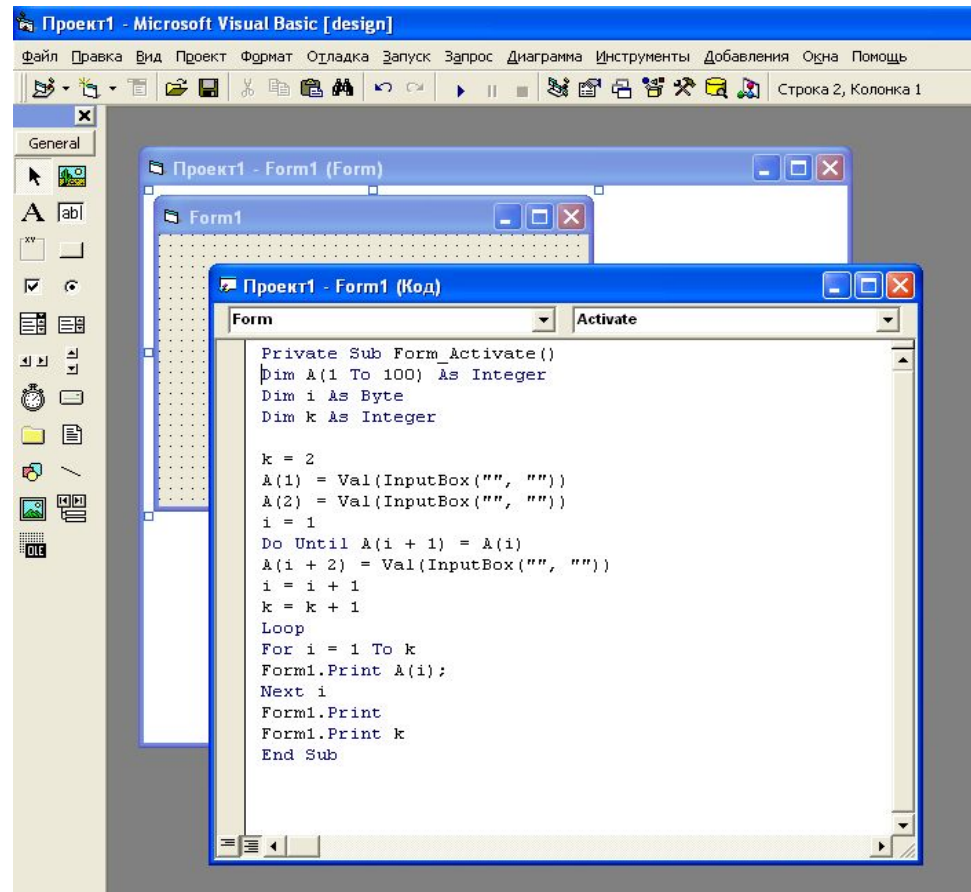 Проект1 - Microsoft Visual Basic [design]
Файл Правка Вид Проект Формат Отладка Запуск Запрос Диаграмма Инструменты Добавления Окна Помощь
Строка 2, Колонка 1
General
A ab|
XY
OLE
Проект1 - Form1 (Form)
Form1
Проект1 - Form1 (Код)
Form Activate
Private Sub Form_Activate()
Dim A(1 To 100) As Integer
Dim i As Byte
Dim k As Integer
k = 2
A(1) = Val(InputBox("", ""))
A(2) = Val(InputBox("", ""))
i = 1
Do Until A(i + 1) = A(i)
A(i + 2) = Val(InputBox("", ""))
i = i + 1
k = k + 1
Loop
For i = 1 To k
Form1.Print A(i);
Next i
Form1.Print
Form1.Print k
End Sub